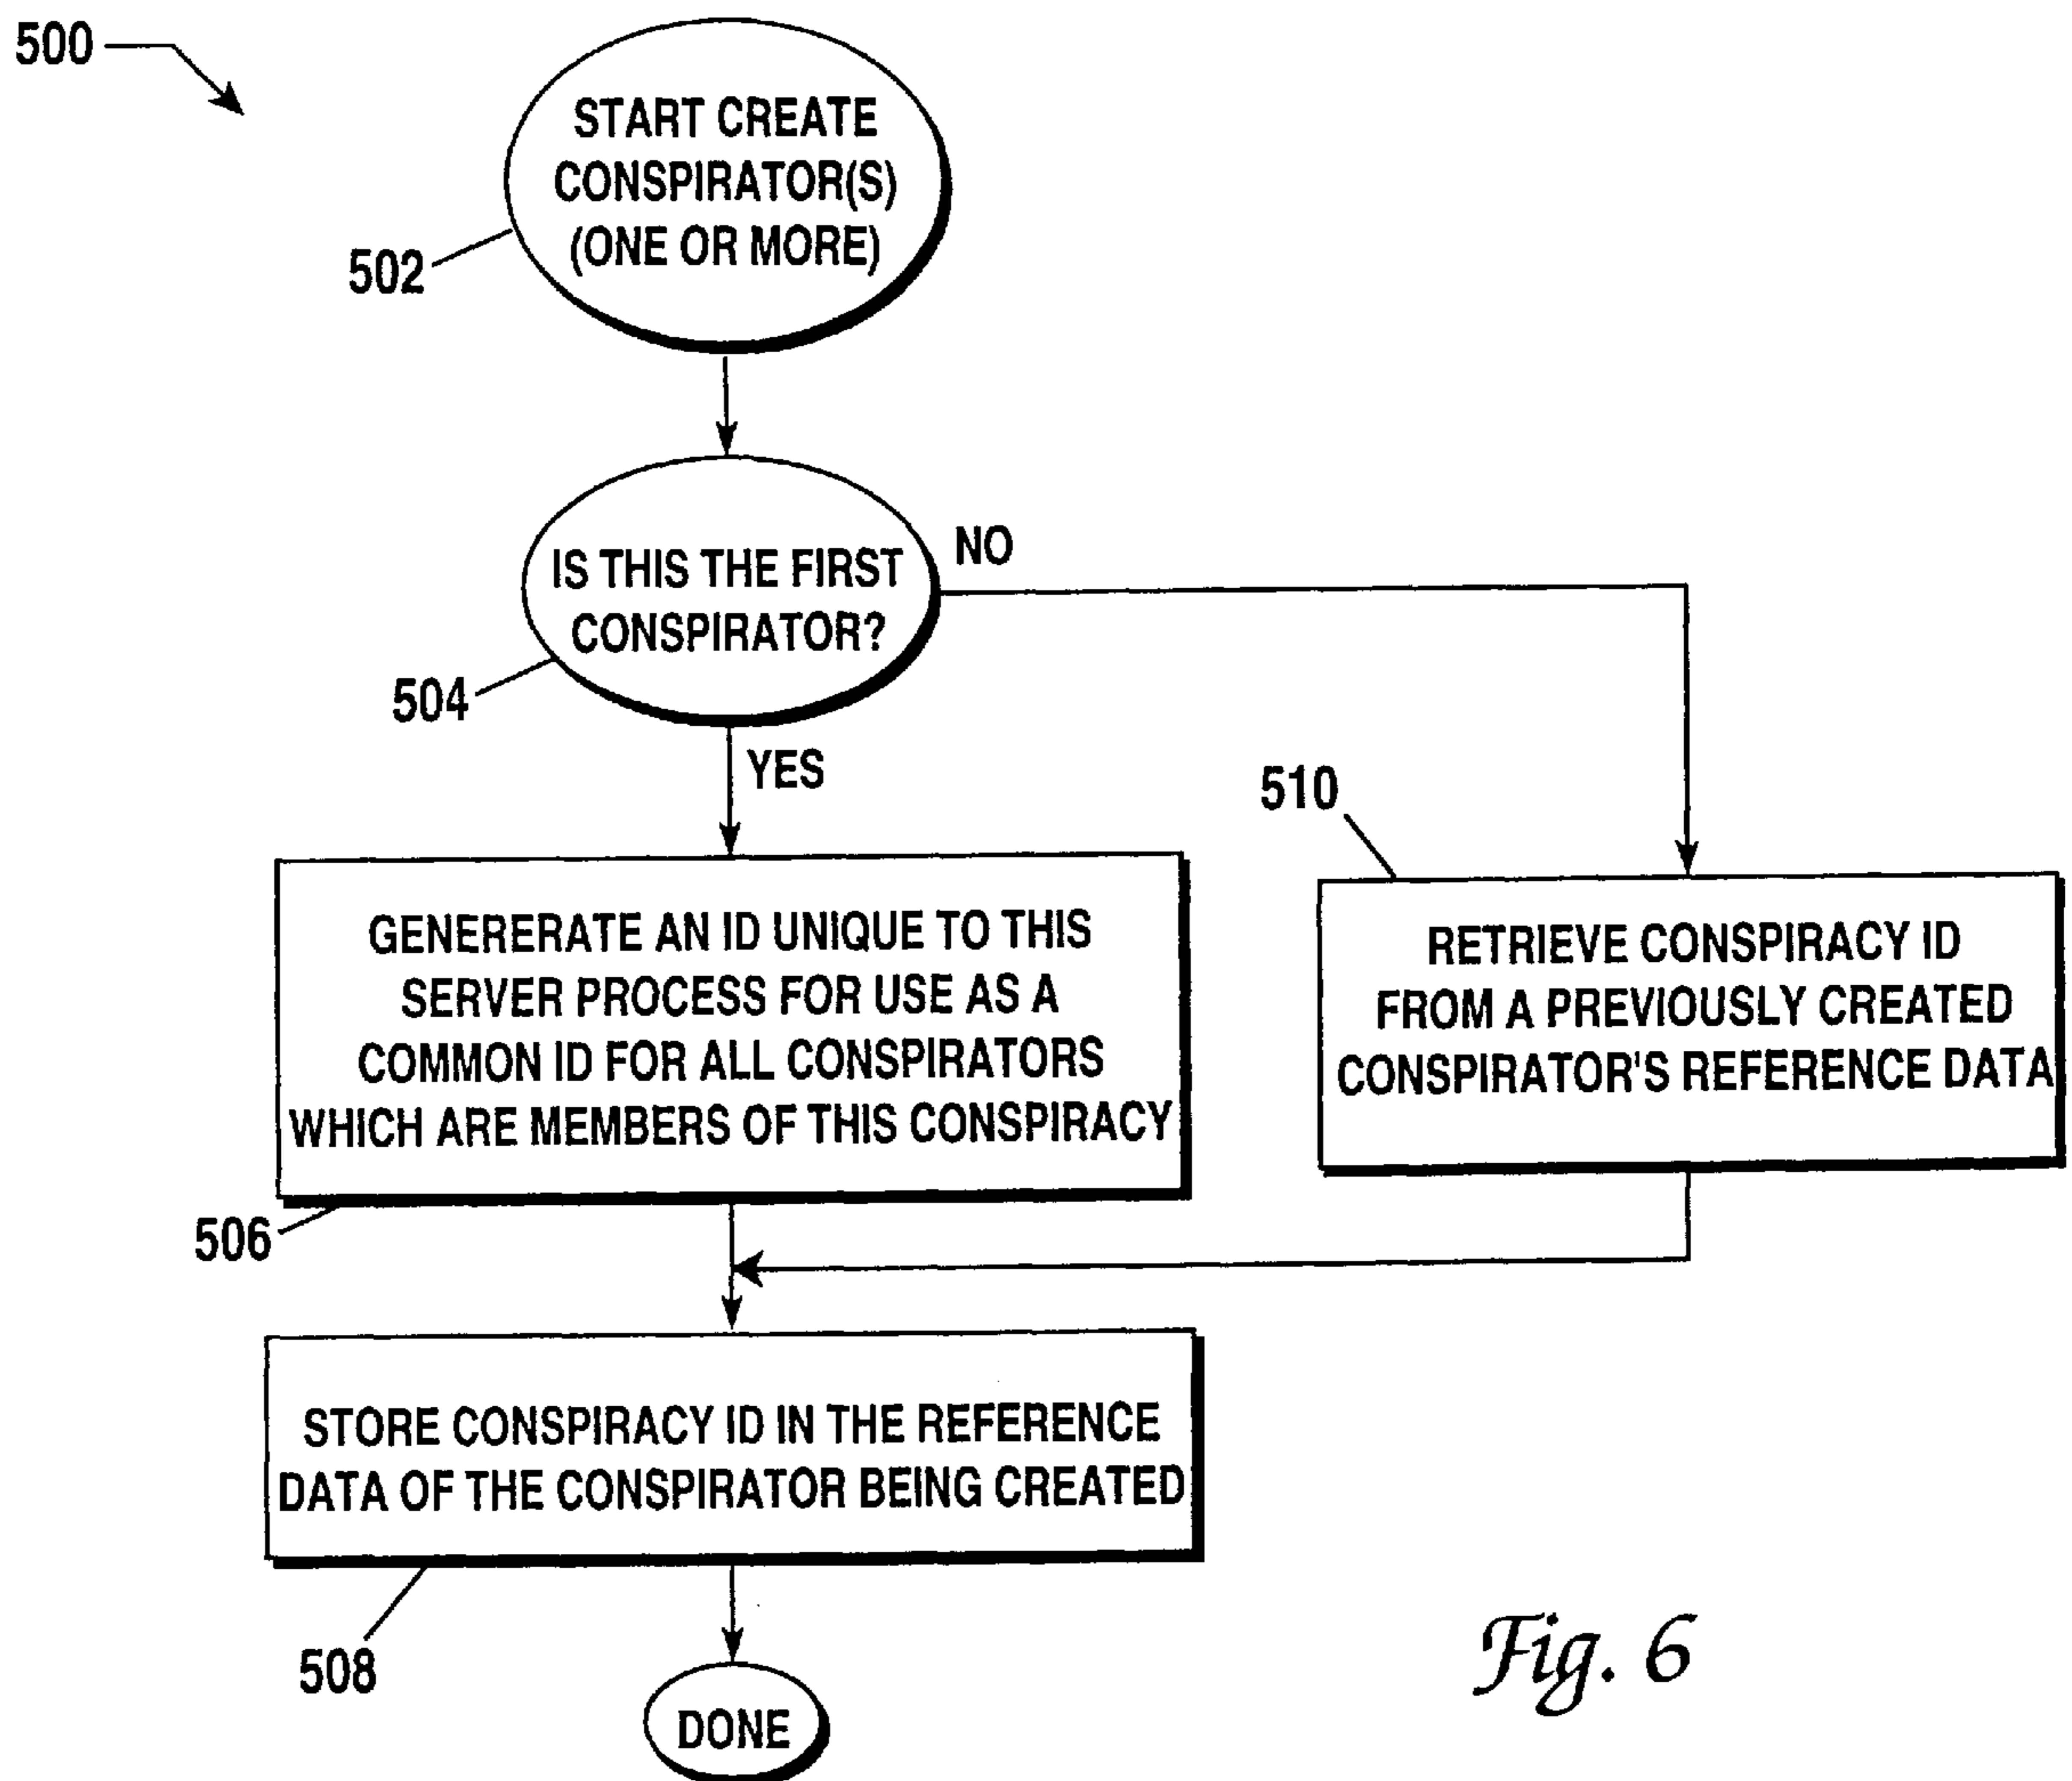 500
START CREATE
CONSPIRATOR(S)
(ONE OR MORE)
502
IS THIS THE FIRST
CONSPIRATOR?
NO
504
YES
510
GENERERATE AN ID UNIQUE TO THIS
SERVER PROCESS FOR USE AS A
COMMON ID FOR ALL CONSPIRATORS
WHICH ARE MEMBERS OF THIS CONSPIRACY
RETRIEVE CONSPIRACY ID
FROM A PREVIOUSLY CREATED
CONSPIRATOR'S REFERENCE DATA
506
STORE CONSPIRACY ID IN THE REFERENCE
DATA OF THE CONSPIRATOR BEING CREATED
508
DONE
Fig. 6